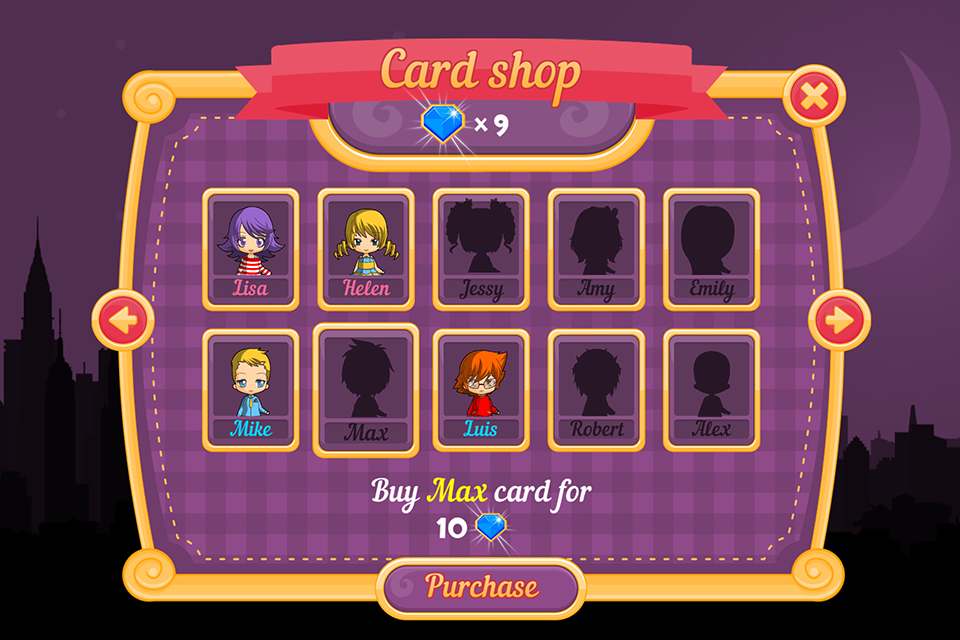 Card shop
× 9
Lisa Helen Jessy Amy Emily
Mike Max Luis Robert Alex
Buy Max card for
10
Purchase